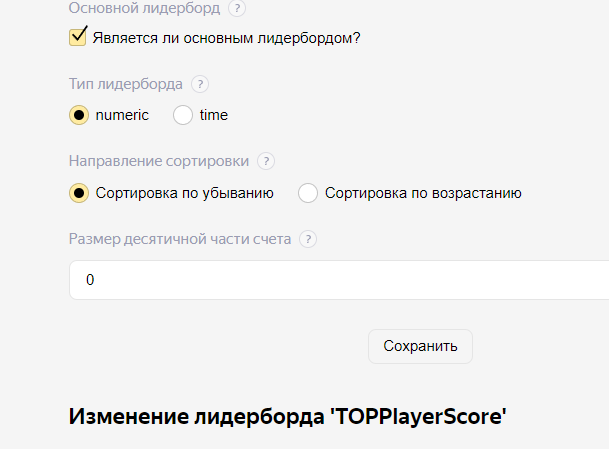 Основной лидерборд ?
Является ли основным лидербордом?
Тип лидерборда ?
numeric time
Направление сортировки ?
Сортировка по убыванию Сортировка по возрастанию
Размер десятичной части счета ?
0
Сохранить
Изменение лидерборда 'TOPPlayerScore'